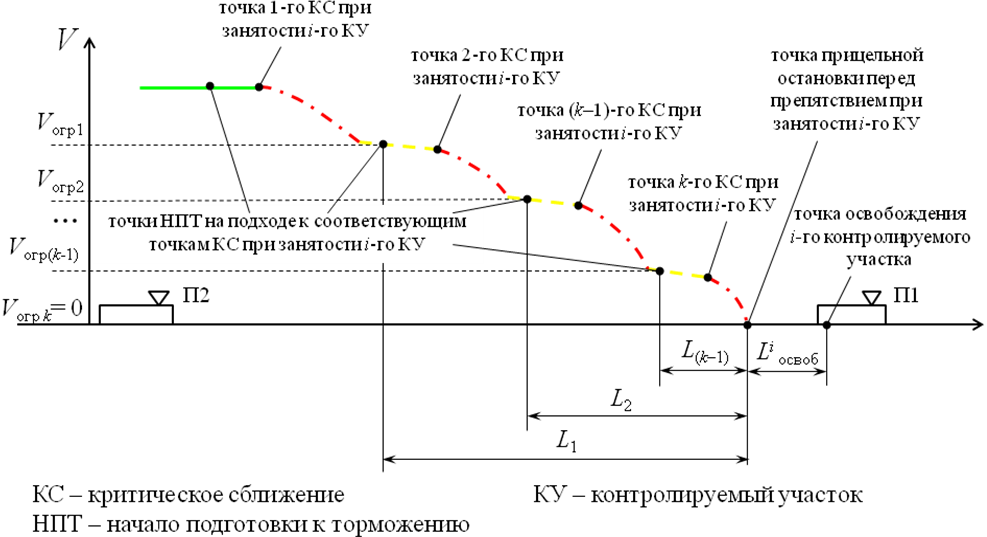 точка 1-го КС при
занятости i-го КУ
V
точка 2-го КС при
занятости i-го КУ
точка прицельной
остановки перед
препятствием при
занятости i-го КУ
точка (k–1)-го КС при
занятости i-го КУ
Vогр1
Vогр2
...
Vогр(k-1)
Vогр k = 0
точка k-го КС при
занятости i-го КУ
точки НПТ на подходе к соответствующим
точкам КС при занятости i-го КУ
точка освобождения
i-го контролируемого
участка
П2
П1
L(k–1)
Liосвоб
L2
L1
КС – критическое сближение
КУ – контролируемый участок
НПТ – начало подготовки к торможению